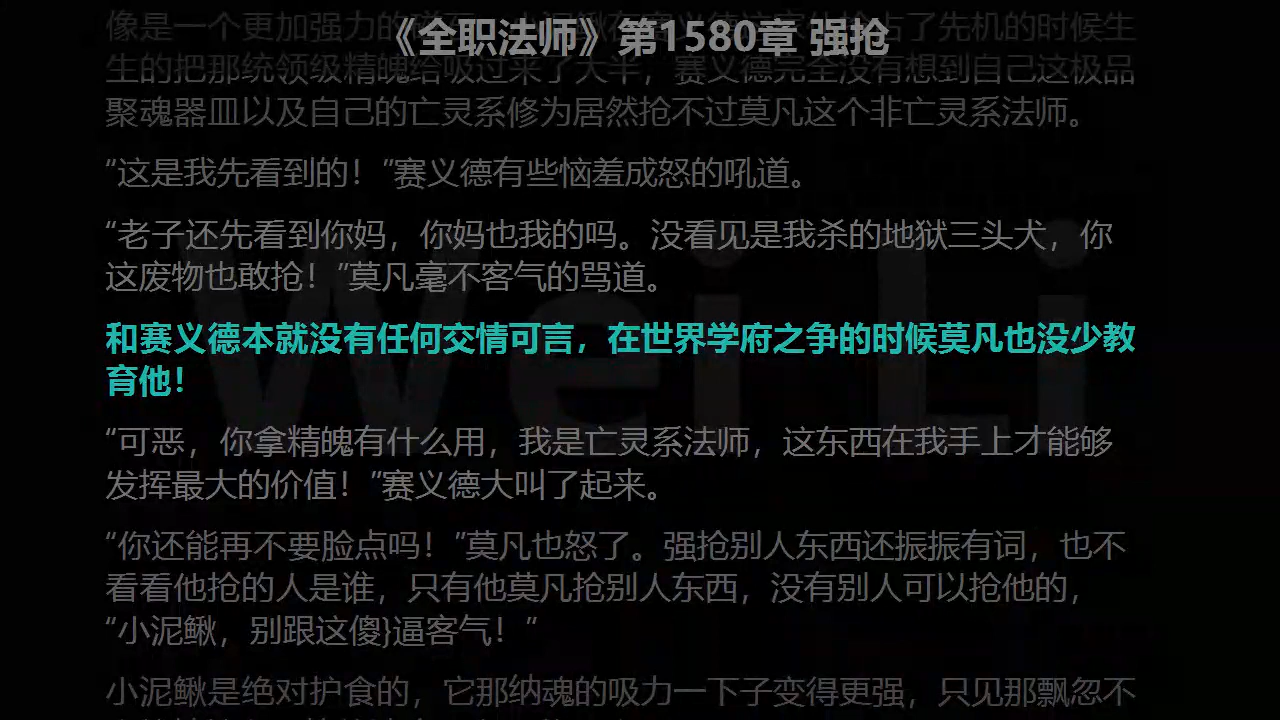 《全职法师》第1580章 强抢
生的把那统领级精魄给吸过来了大半，赛义德完全没有想到自己这极品
聚魂器皿以及自己的亡灵系修为居然抢不过莫凡这个非亡灵系法师。
“这是我先看到的！”赛义德有些恼羞成怒的吼道。
“老子还先看到你妈，你妈也我的吗。没看见是我杀的地狱三头犬，你
这废物也敢抢！”莫凡毫不客气的骂道。
和赛义德本就没有任何交情可言，在世界学府之争的时候莫凡也没少教
育他！
“可恶，你拿精魄有什么用，我是亡灵系法师，这东西在我手上才能够
发挥最大的价值！”赛义德大叫了起来。
“你还能再不要脸点吗！”莫凡也怒了。强抢别人东西还振振有词，也不
看看他抢的人是谁，只有他莫凡抢别人东西，没有别人可以抢他的，
“小泥鳅，别跟这傻}逼客气！”
小泥鳅是绝对护食的，它那纳魂的吸力一下子变得更强，只见那飘忽不
Wei Li